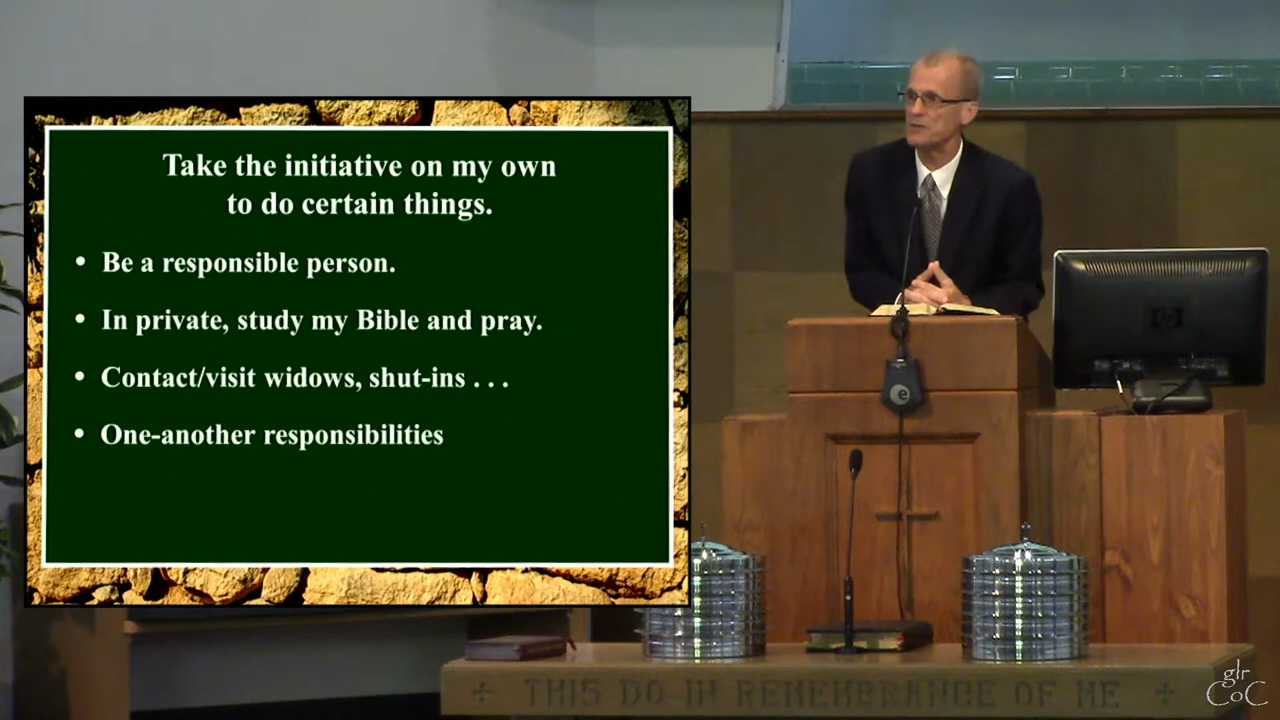 Take the initiative on my own
to do certain things.
• Be a responsible person.
• In private, study my Bible and pray.
• Contact/visit widows, shut-ins . . .
• One-another responsibilities
hp
e
THIS DO IN REMEMBRANCE OF ME
glr
CoC